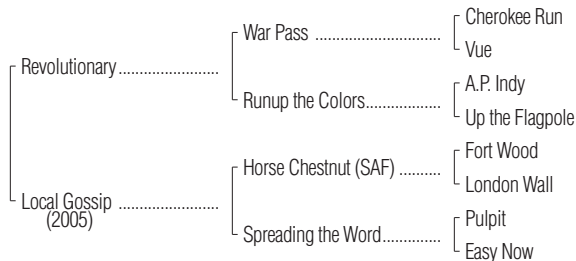 Cherokee Run
War Pass ..................
Vue
Revolutionary........................
A.P. Indy
Runup the Colors..................
Up the Flagpole
Fort Wood
Horse Chestnut (SAF) ..........
London Wall
Local Gossip ........................
(2005)
Pulpit
Spreading the Word..............
Easy Now